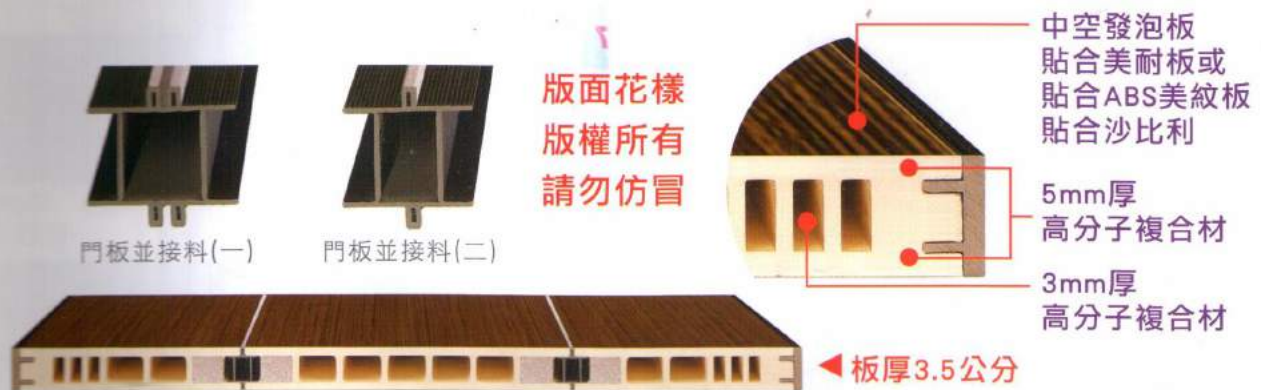 版面花樣
版權所有
請勿仿冒
門板並接料(一)
門板並接料(二)
中空發泡板
貼合美耐板或
貼合ABS美紋板
貼合沙比利
5mm厚
高分子複合材
3mm厚
高分子複合材
◀板厚3.5公分